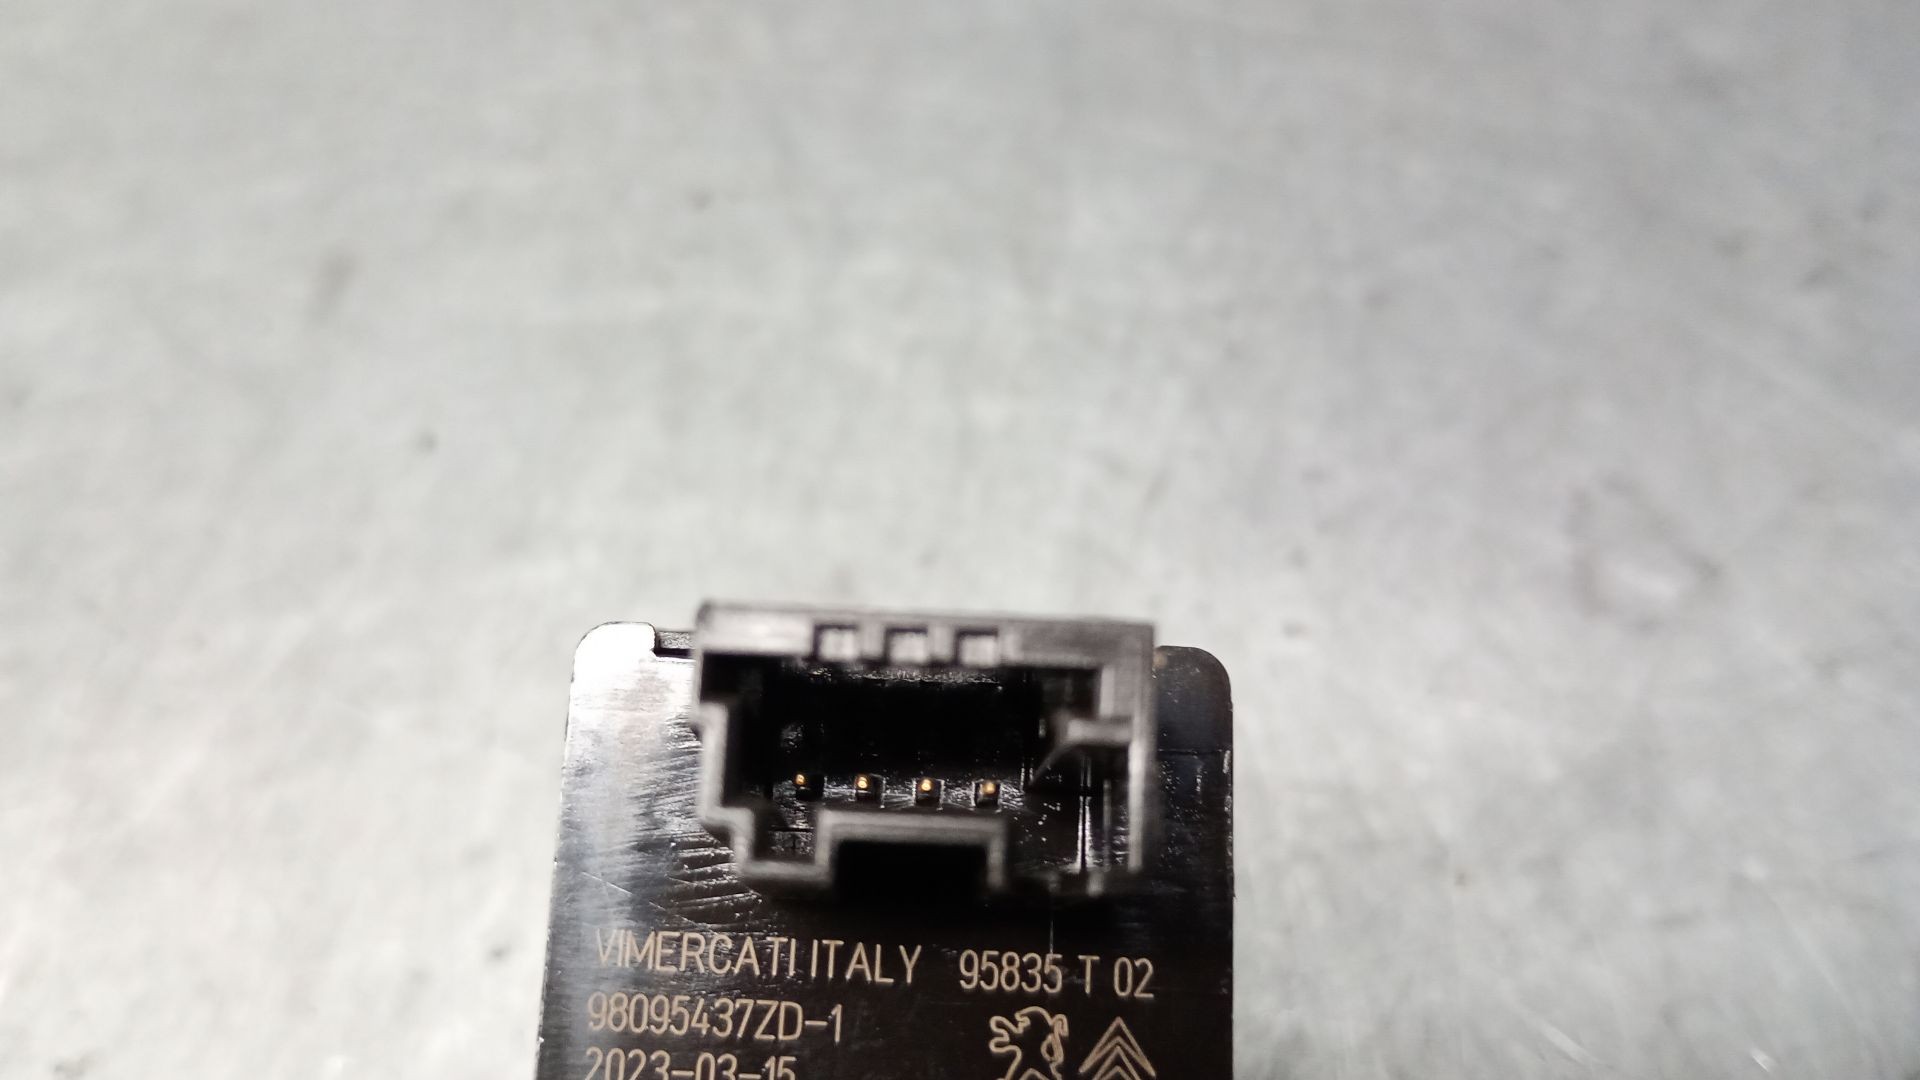 VIMERCATI ITALY 95835 T 02
98095437ZD-1
2023-03-15